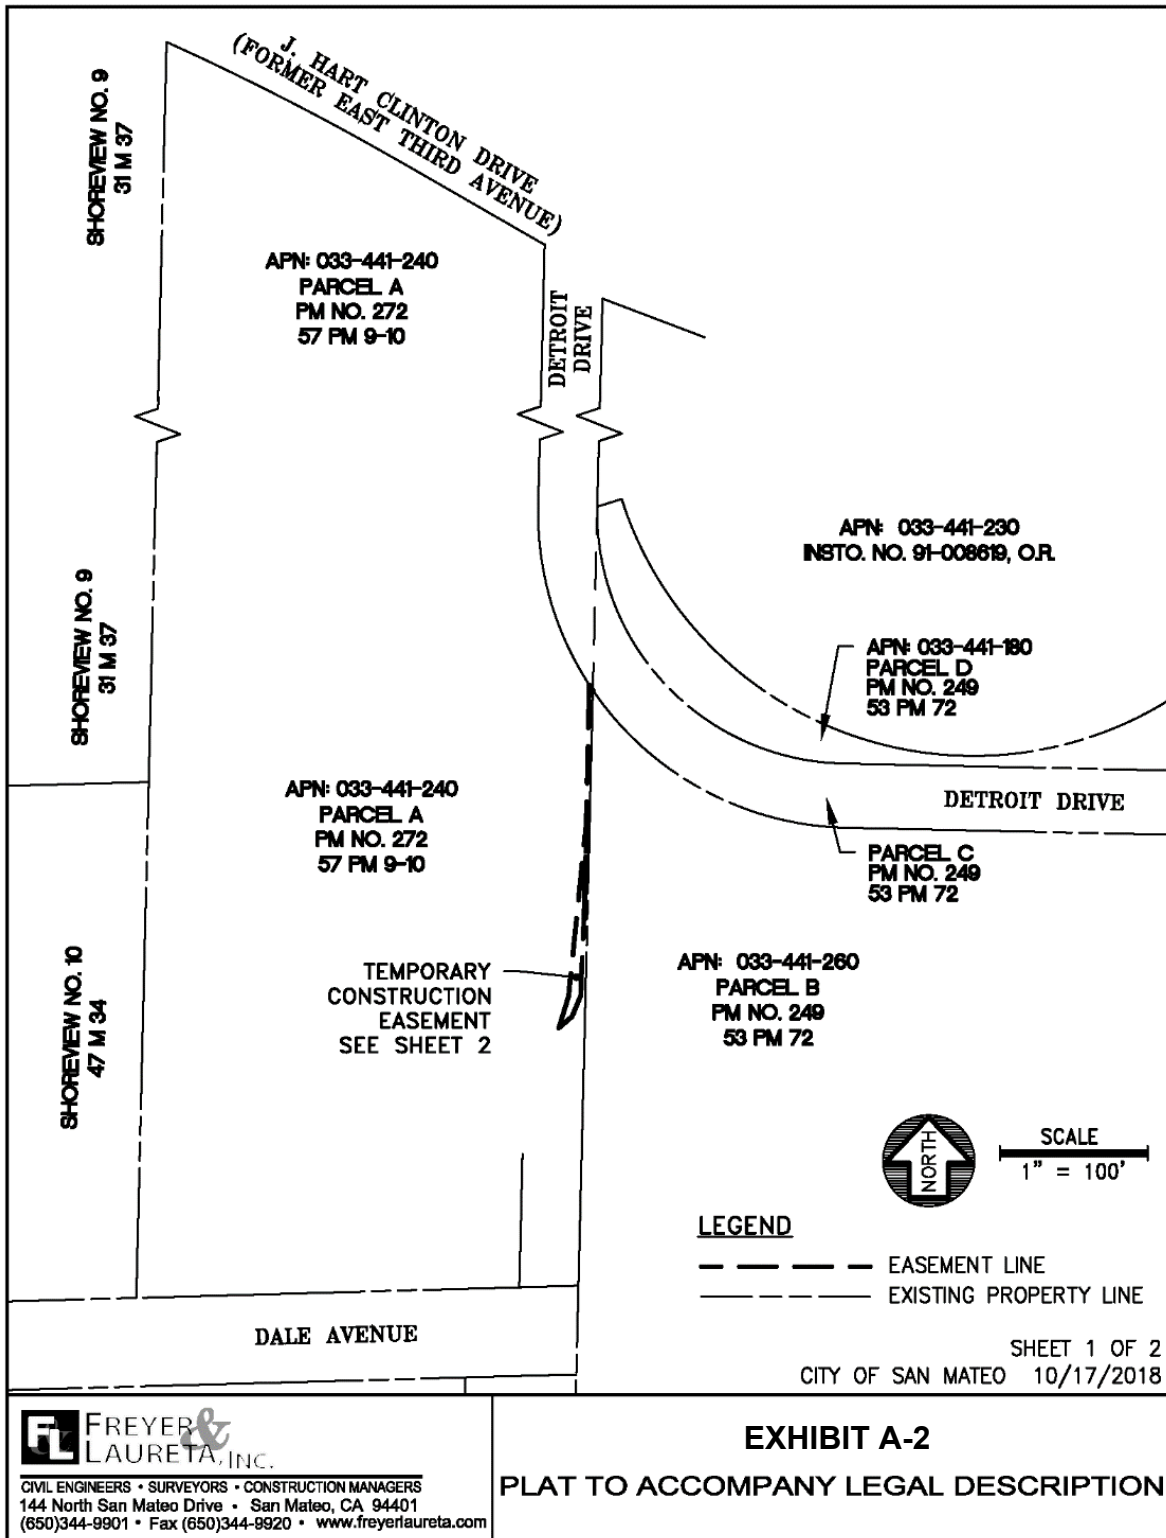 J. HART CLINTON DRIVE
(FORMER EAST THIRD AVENUE)
SHOREVIEW NO. 9
31 M 37
APN: 033-441-240
PARCEL A
PM NO. 272
57 PM 9-10
DETROIT
DRIVE
APN: 033-441-230
INSTO. NO. 91-008619, O.R.
SHOREVIEW NO. 9
31 M 37
APN: 033-441-180
PARCEL D
PM NO. 249
53 PM 72
APN: 033-441-240
PARCEL A
PM NO. 272
57 PM 9-10
DETROIT DRIVE
PARCEL C
PM NO. 249
53 PM 72
SHOREVIEW NO. 10
47 M 34
TEMPORARY
CONSTRUCTION
EASEMENT
SEE SHEET 2
APN: 033-441-260
PARCEL B
PM NO. 249
53 PM 72
NORTH
SCALE
1" = 100'
LEGEND
EASEMENT LINE
EXISTING PROPERTY LINE
DALE AVENUE
SHEET 1 OF 2
CITY OF SAN MATEO 10/17/2018
F&L FREYER &
LAURETA, INC.
CIVIL ENGINEERS • SURVEYORS • CONSTRUCTION MANAGERS
144 North San Mateo Drive • San Mateo, CA 94401
(650)344-9901 • Fax (650)344-9920 • www.freyerlaureta.com
EXHIBIT A-2
PLAT TO ACCOMPANY LEGAL DESCRIPTION